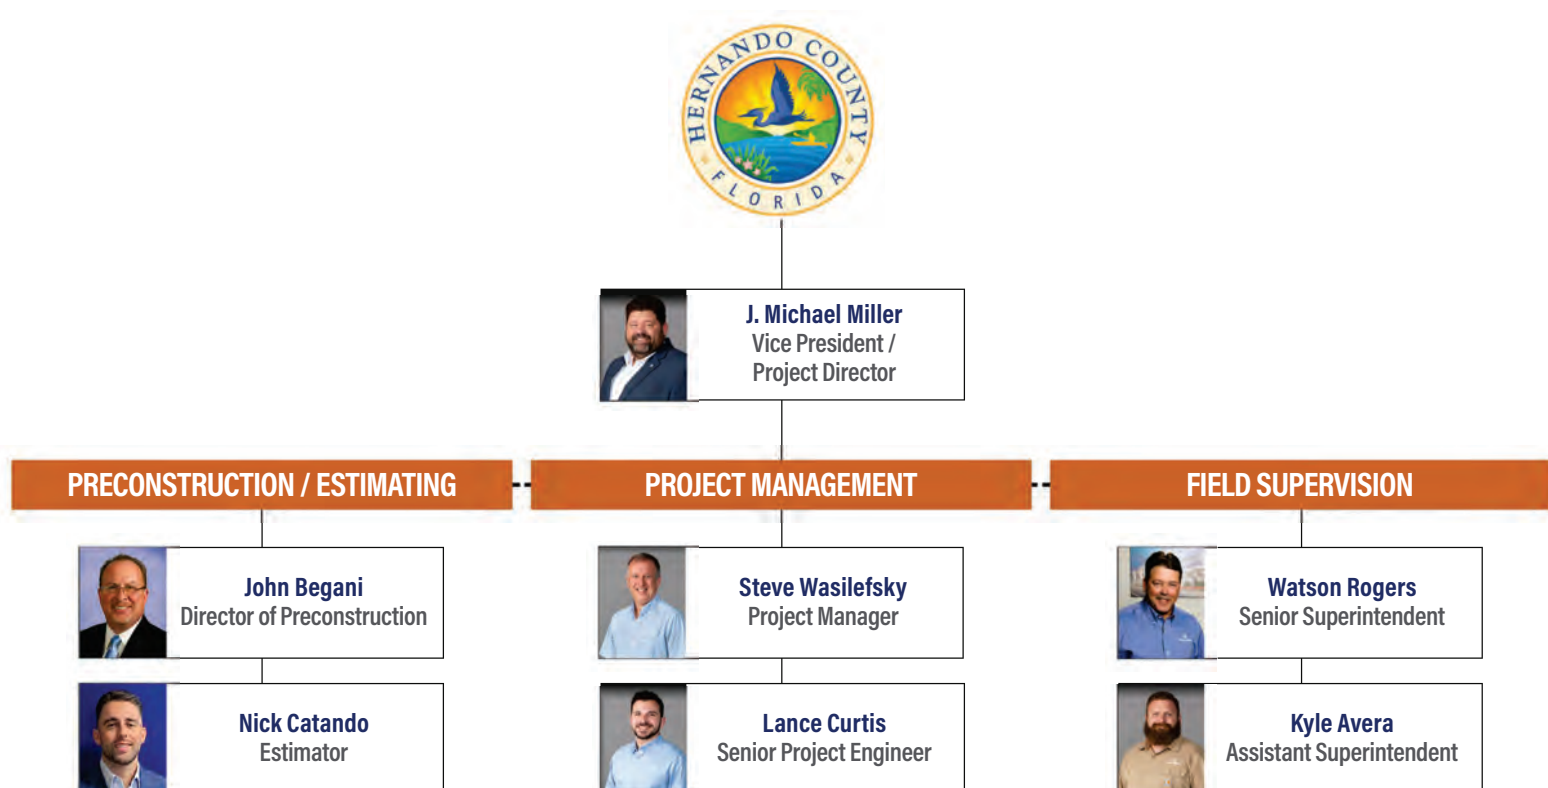 HERNANDO COUNTY
FLORIDA
J. Michael Miller
Vice President /
Project Director
PRECONSTRUCTION / ESTIMATING
PROJECT MANAGEMENT
FIELD SUPERVISION
John Begani
Director of Preconstruction
Steve Wasilefsky
Project Manager
Watson Rogers
Senior Superintendent
Nick Catando
Estimator
Lance Curtis
Senior Project Engineer
Kyle Avera
Assistant Superintendent